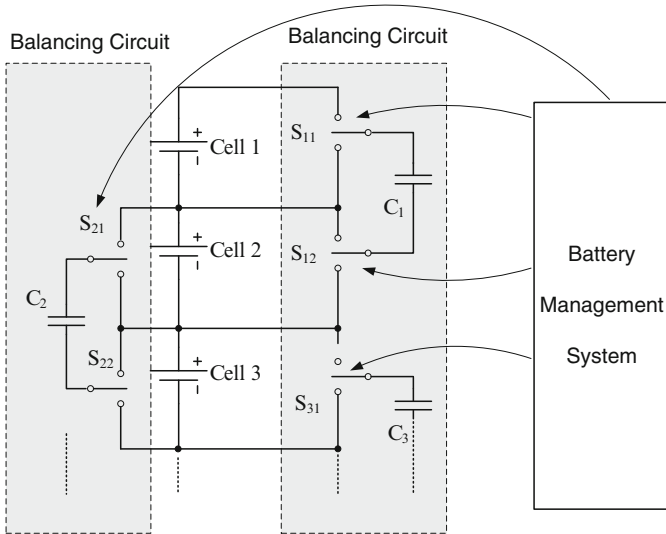 Balancing Circuit
Balancing Circuit
+
Cell 1
S11
C1
S21
+
Cell 2
S12
C2
S22
+
Cell 3
S31
C3
Battery
Management
System